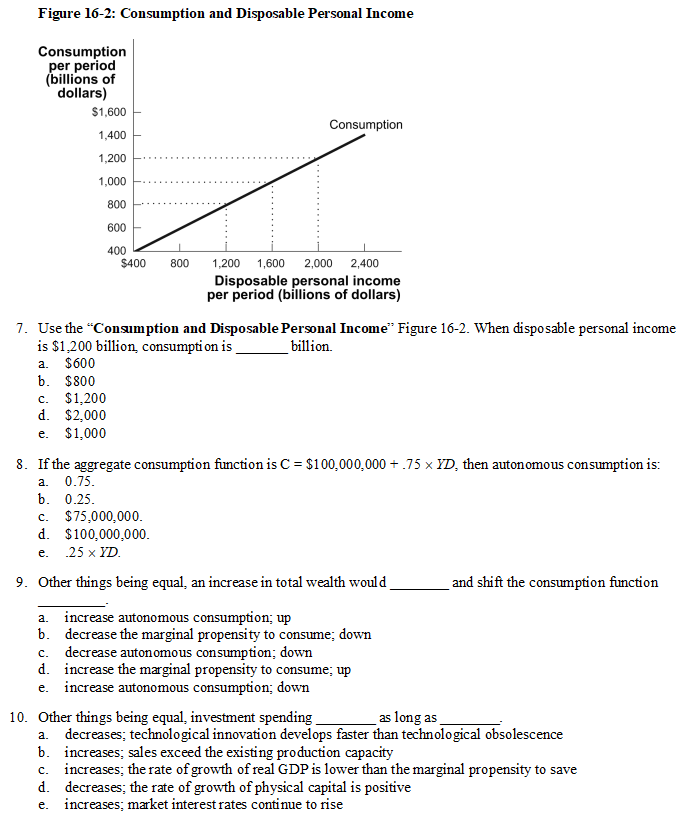 Figure 16-2: Consumption and Disposable Personal Income
Consumption
per period
(billions of
dollars)
$1,600
1,400
1,200
1,000
800
600
400
Consumption
$400 800 1,200 1,600 2,000 2,400
Disposable personal income
per period (billions of dollars)
7. Use the “Consumption and Disposable Personal Income” Figure 16-2. When disposable personal income
is $1,200 billion, consumption is ________ billion.
a. $600
b. $800
c. $1,200
d. $2,000
e. $1,000
8. If the aggregate consumption function is C = $100,000,000 + .75 × YD, then autonomous consumption is:
a. 0.75.
b. 0.25.
c. $75,000,000.
d. $100,000,000.
e. .25 × YD.
9. Other things being equal, an increase in total wealth would _________ and shift the consumption function
__________.
a. increase autonomous consumption; up
b. decrease the marginal propensity to consume; down
c. decrease autonomous consumption; down
d. increase the marginal propensity to consume; up
e. increase autonomous consumption; down
10. Other things being equal, investment spending _________ as long as _________.
a. decreases; technological innovation develops faster than technological obsolescence
b. increases; sales exceed the existing production capacity
c. increases; the rate of growth of real GDP is lower than the marginal propensity to save
d. decreases; the rate of growth of physical capital is positive
e. increases; market interest rates continue to rise